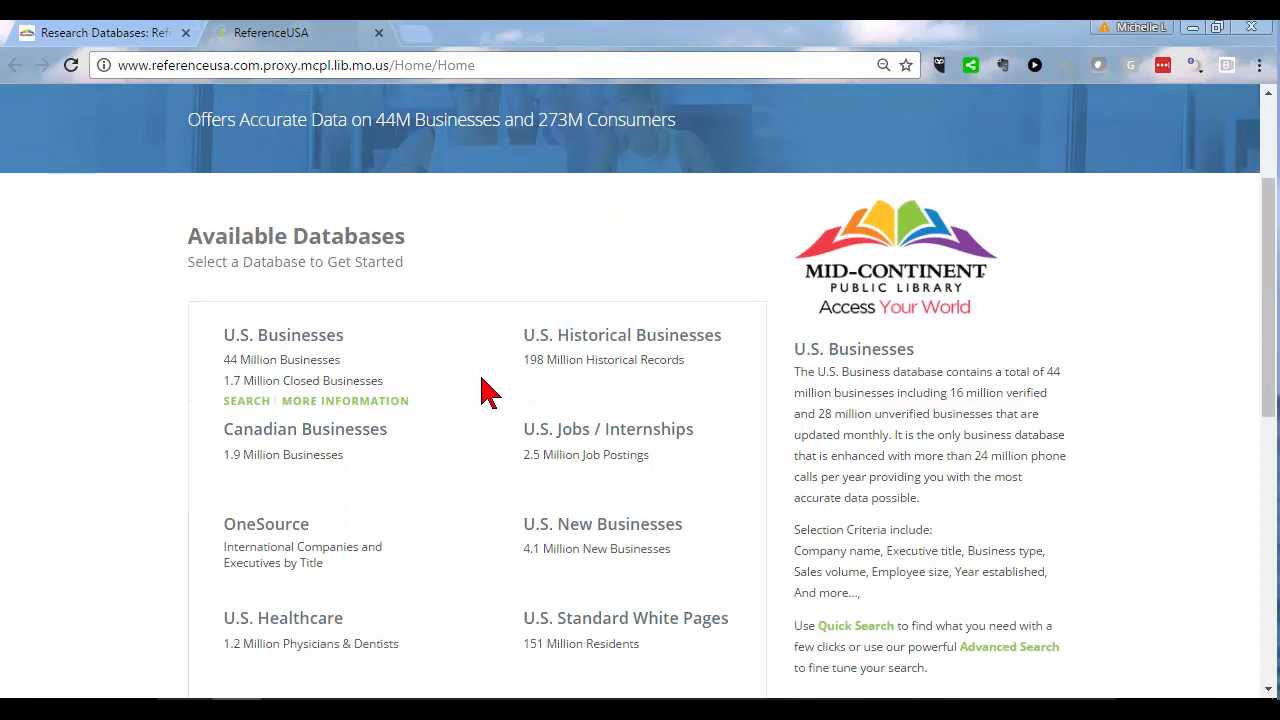 Research Databases: Ref
ReferenceUSA
Michelle L
www.referenceusa.com.proxy.mcpl.lib.mo.us/Home/Home
Offers Accurate Data on 44M Businesses and 273M Consumers
Available Databases
Select a Database to Get Started
U.S. Businesses
44 Million Businesses
1.7 Million Closed Businesses
SEARCH | MORE INFORMATION
U.S. Historical Businesses
198 Million Historical Records
Canadian Businesses
1.9 Million Businesses
U.S. Jobs / Internships
2.5 Million Job Postings
OneSource
International Companies and
Executives by Title
U.S. New Businesses
4.1 Million New Businesses
U.S. Healthcare
1.2 Million Physicians & Dentists
U.S. Standard White Pages
151 Million Residents
MID-CONTINENT
PUBLIC LIBRARY
Access Your World
U.S. Businesses
The U.S. Business database contains a total of 44
million businesses including 16 million verified
and 28 million unverified businesses that are
updated monthly. It is the only business database
that is enhanced with more than 24 million phone
calls per year providing you with the most
accurate data possible.
Selection Criteria include:
Company name, Executive title, Business type,
Sales volume, Employee size, Year established,
And more...,
Use Quick Search to find what you need with a
few clicks or use our powerful Advanced Search
to fine tune your search.